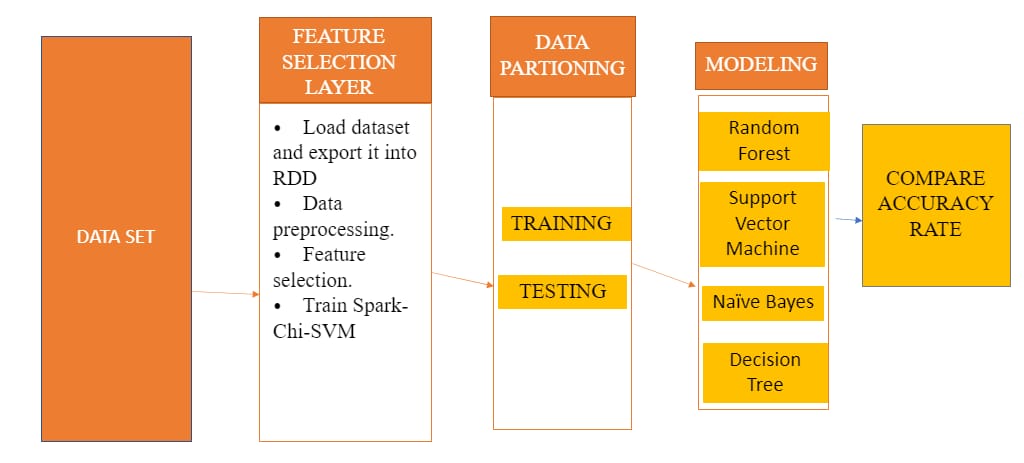 DATA SET
FEATURE
SELECTION
LAYER
• Load dataset
and export it into
RDD
• Data
preprocessing.
• Feature
selection.
• Train Spark-
Chi-SVM
DATA
PARTIONING
TRAINING
TESTING
MODELING
Random
Forest
Support
Vector
Machine
Naïve Bayes
Decision
Tree
COMPARE
ACCURACY
RATE